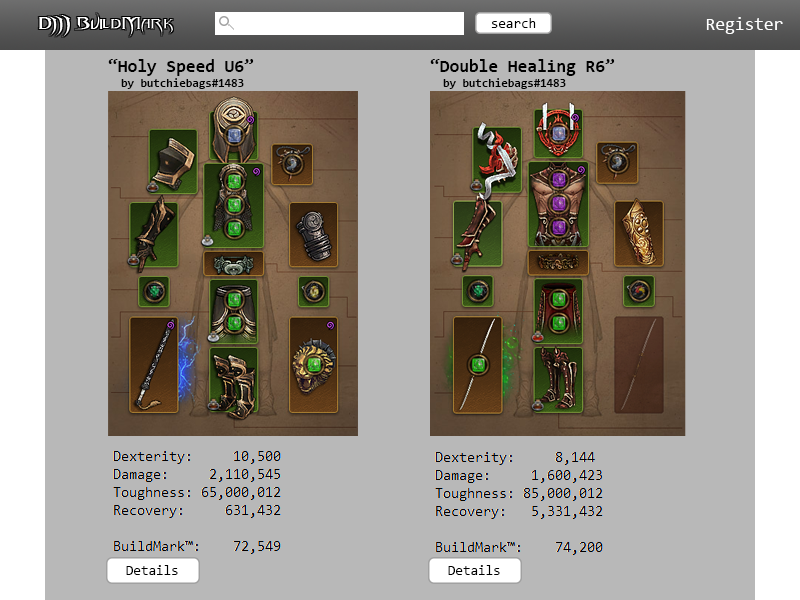 D))) BuildMark
search
Register
“Holy Speed U6”
by butchiebags#1483
“Double Healing R6”
by butchiebags#1483
Dexterity: 10,500
Damage: 2,110,545
Toughness: 65,000,012
Recovery: 631,432
BuildMark™: 72,549
Details
Dexterity: 8,144
Damage: 1,600,423
Toughness: 85,000,012
Recovery: 5,331,432
BuildMark™: 74,200
Details